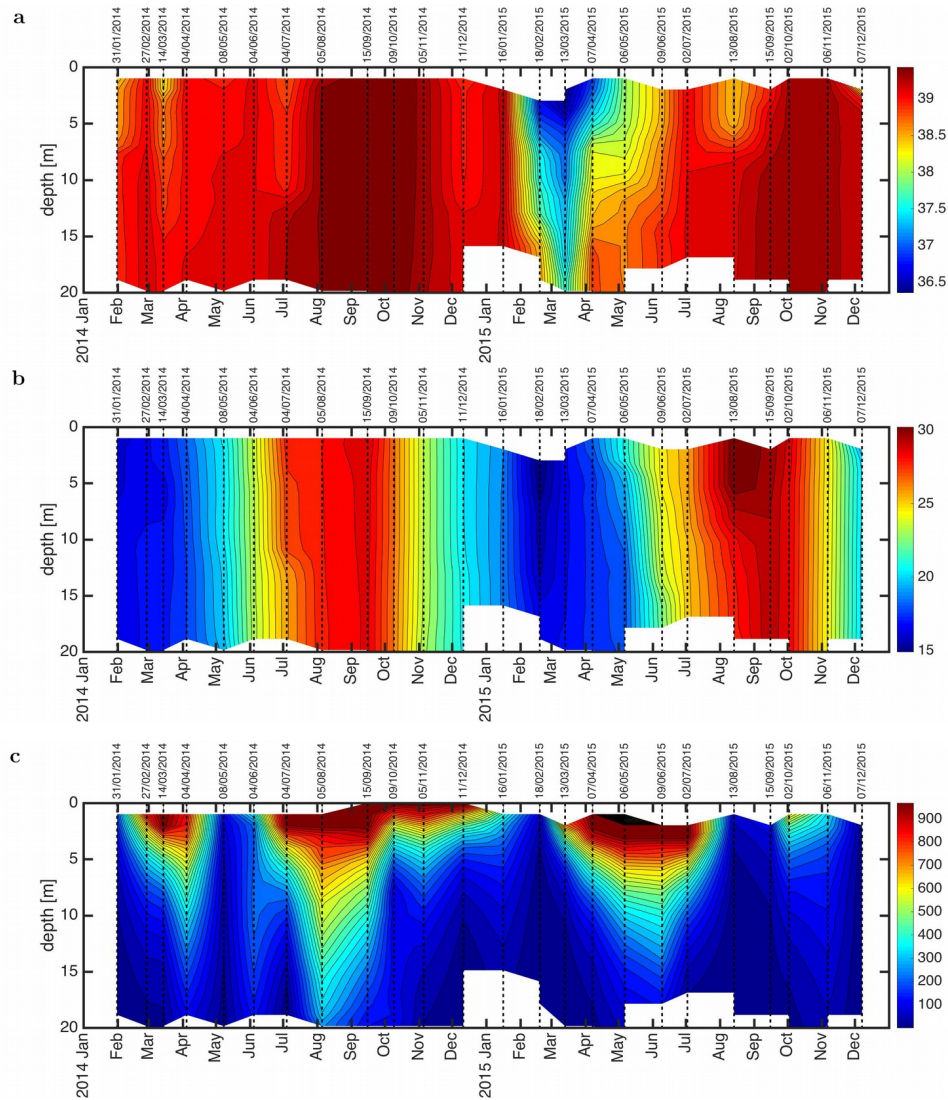 a
31/11/2014 27/02/2014 14/03/2014 04/04/2014 08/05/2014 04/06/2014 04/07/2014 05/08/2014 15/09/2014 09/10/2014 05/11/2014 11/12/2014 16/01/2015 18/02/2015 13/03/2015 07/04/2015 06/05/2015 09/06/2015 02/07/2015 13/08/2015 15/09/2015 02/10/2015 06/11/2015 07/12/2015
depth [m]
0
5
10
15
20
39
38.5
38
37.5
37
36.5
2014 Jan Feb Mar Apr May Jun Jul Aug Sep Oct Nov Dec 2015 Jan Feb Mar Apr May Jun Jul Aug Sep Oct Nov Dec
b
31/01/2014 27/02/2014 14/03/2014 04/04/2014 08/05/2014 04/06/2014 04/07/2014 05/08/2014 15/09/2014 09/10/2014 05/11/2014 11/12/2014 16/01/2015 18/02/2015 13/03/2015 07/04/2015 06/05/2015 09/06/2015 02/07/2015 13/08/2015 15/09/2015 02/10/2015 06/11/2015 07/12/2015
depth [m]
0
5
10
15
20
30
25
20
15
2014 Jan Feb Mar Apr May Jun Jul Aug Sep Oct Nov Dec 2015 Jan Feb Mar Apr May Jun Jul Aug Sep Oct Nov Dec
c
31/01/2014 27/02/2014 14/03/2014 04/04/2014 08/05/2014 04/06/2014 04/07/2014 05/08/2014 15/09/2014 09/10/2014 05/11/2014 11/12/2014 16/01/2015 18/02/2015 13/03/2015 07/04/2015 06/05/2015 09/06/2015 02/07/2015 13/08/2015 15/09/2015 02/10/2015 06/11/2015 07/12/2015
depth [m]
0
5
10
15
20
900
800
700
600
500
400
300
200
100
2014 Jan Feb Mar Apr May Jun Jul Aug Sep Oct Nov Dec 2015 Jan Feb Mar Apr May Jun Jul Aug Sep Oct Nov Dec